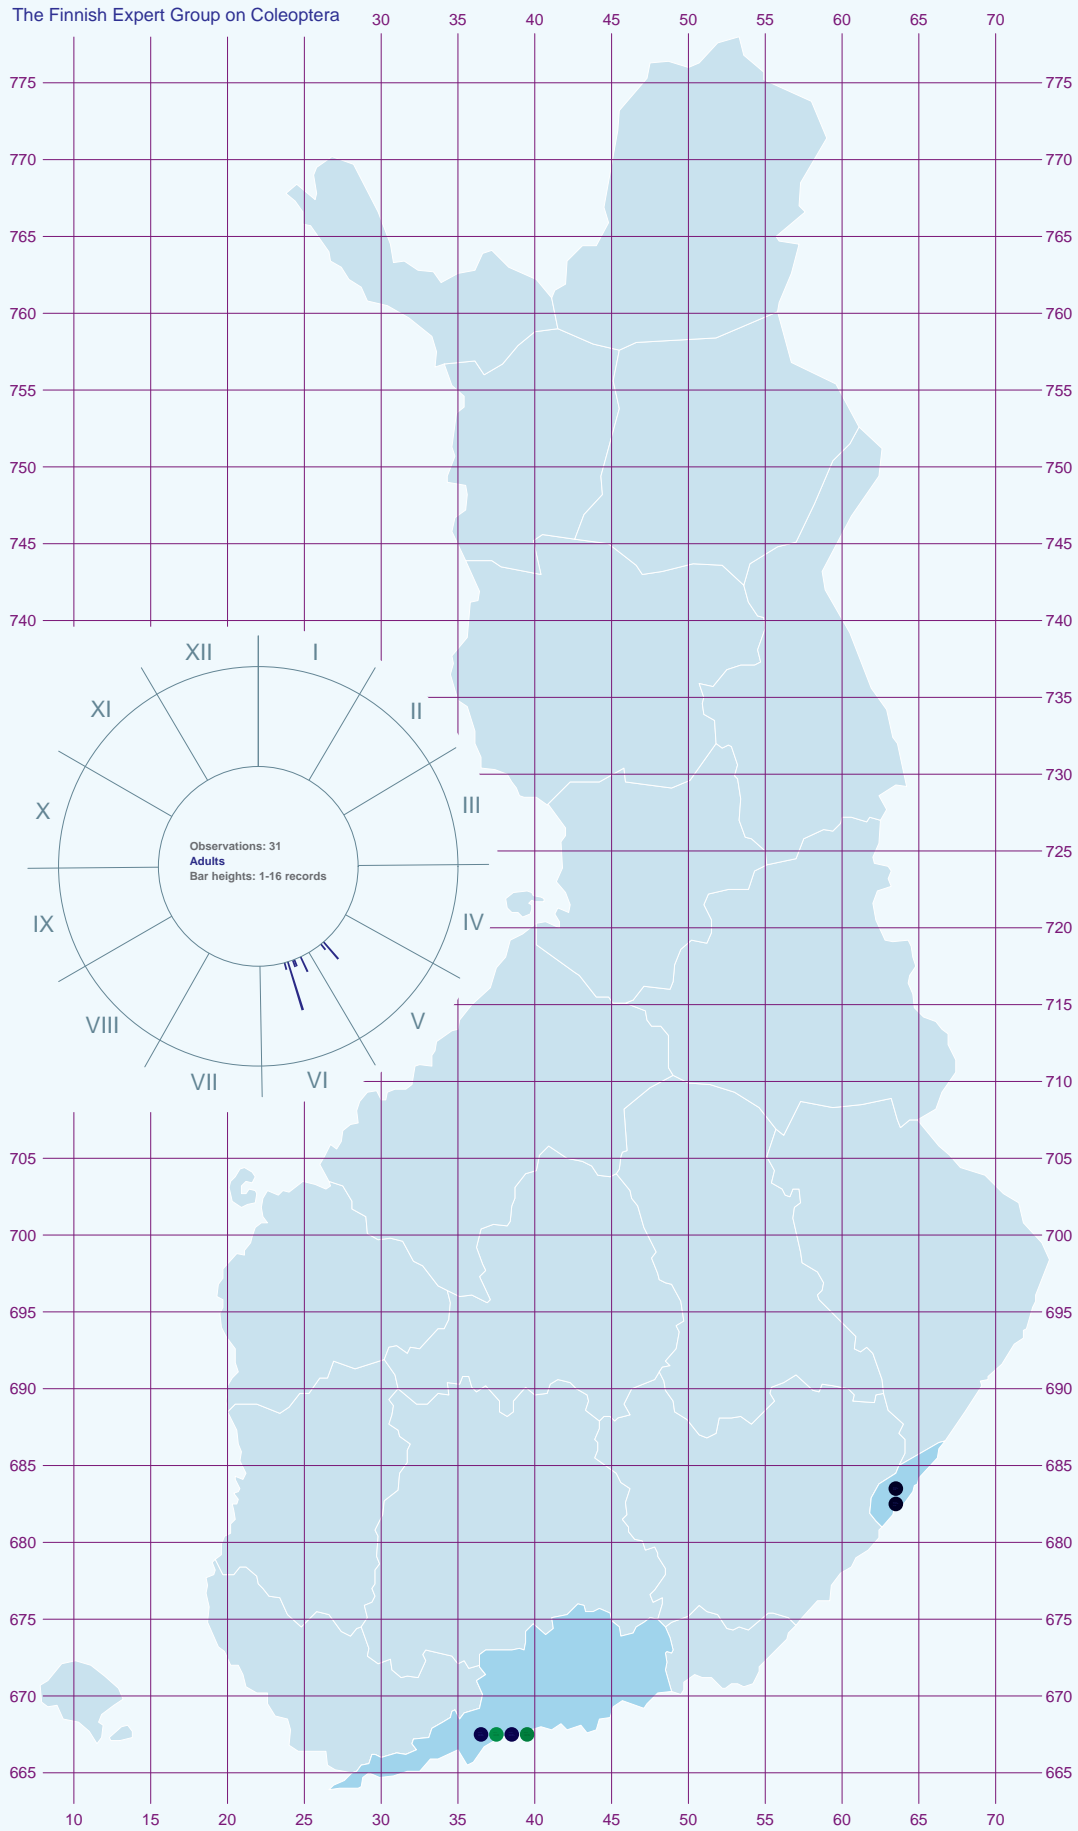 The Finnish Expert Group on Coleoptera 30 35 40 45 50 55 60 65 70
775 775
770 770
765 765
760 760
755 755
750 750
745 745
740 740
XII I
XI II
735
730
X III
725
Observations: 31
Adults
Bar heights: 1-16 records
IX IV 720 720
715
VIII V
VII VI
710 710
705 705
700 700
695 695
690 690
685 685
680 680
675 675
670 670
665 665
10 15 20 25 30 35 40 45 50 55 60 65 70